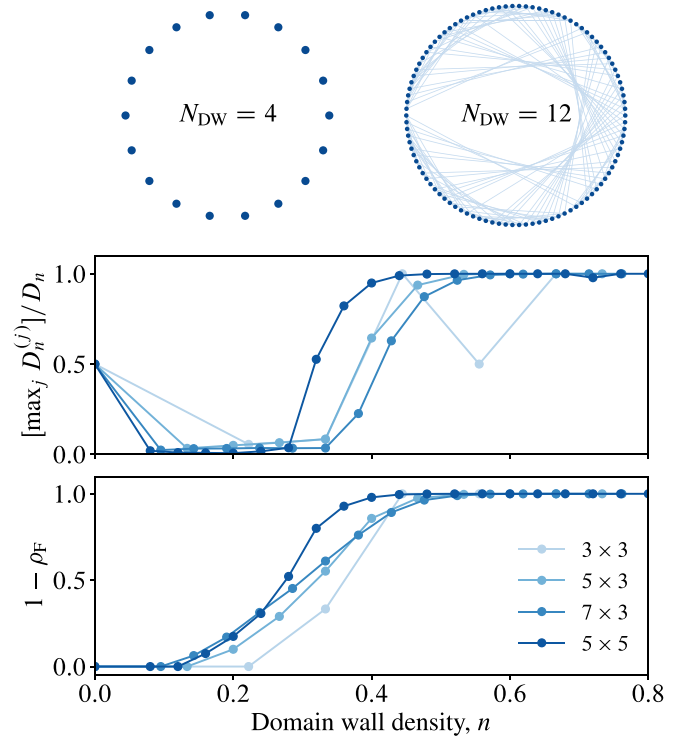 N_DW = 4
N_DW = 12
[max_j D_n^(j)]/D_n
1.0
0.5
0.0
1 − ρ_F
1.0
0.5
0.0
3 × 3
5 × 3
7 × 3
5 × 5
0.0 0.2 0.4 0.6 0.8
Domain wall density, n